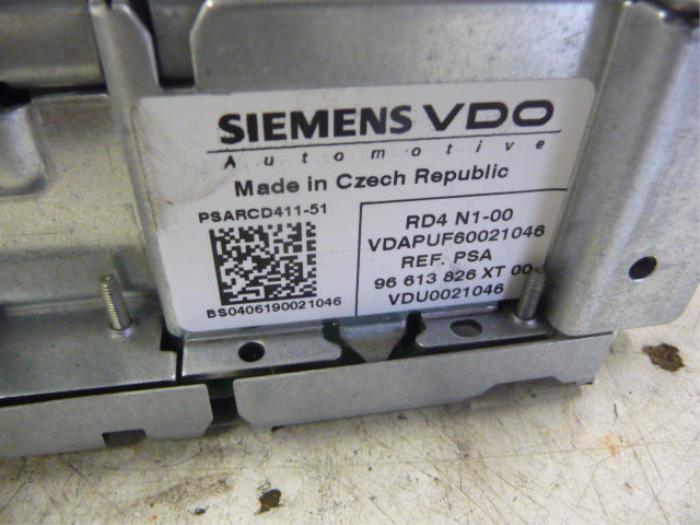 SIEMENS VDO
Automotive
Made in Czech Republic
PSARCD411-51
BS0406190021046
RD4 N1-00
VDAPUF60021046
REF. PSA
96 613 826 XT 00
VDU0021046